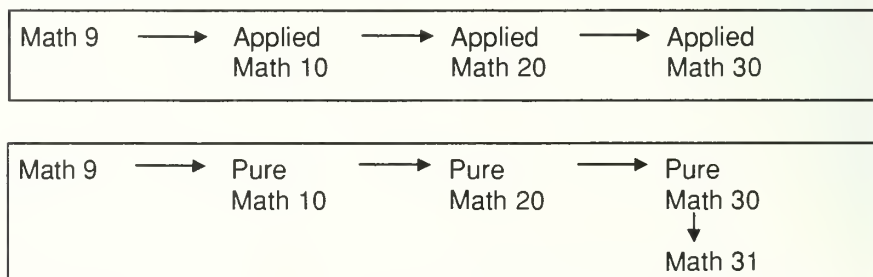 Math 9 Applied Applied Applied
Math 10 Math 20 Math 30
Math 9 Pure Pure Pure
Math 10 Math 20 Math 30
Math 31